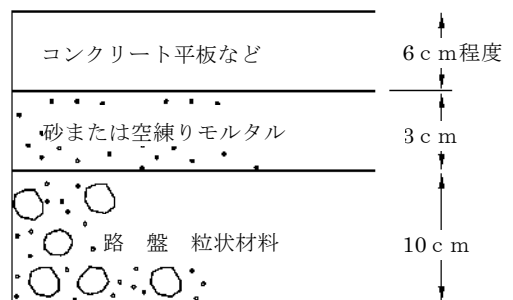 コンクリート平板など
6ｃｍ程度
砂または空練りモルタル
3ｃｍ
路　盤　粒状材料
10ｃｍ